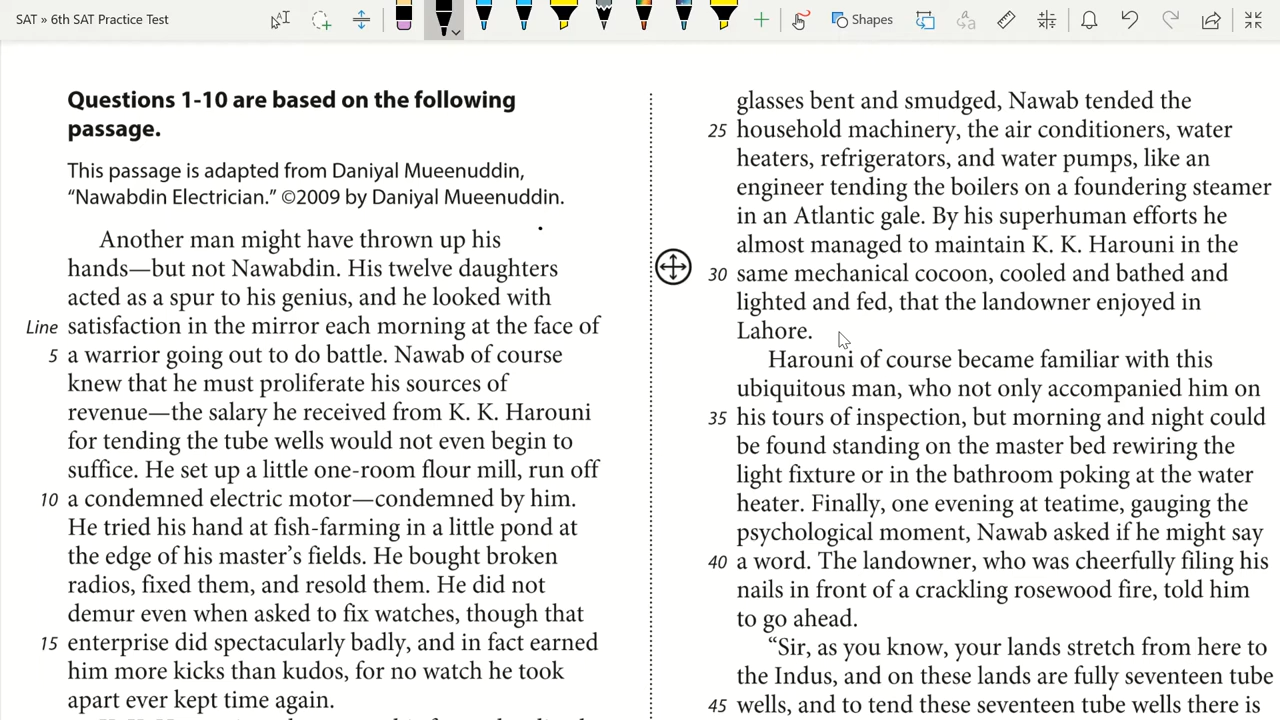 SAT » 6th SAT Practice Test
Shapes
Questions 1-10 are based on the following
passage.
This passage is adapted from Daniyal Mueenuddin,
“Nawabdin Electrician.” ©2009 by Daniyal Mueenuddin.
Another man might have thrown up his
hands—but not Nawabdin. His twelve daughters
acted as a spur to his genius, and he looked with
Line satisfaction in the mirror each morning at the face of
5 a warrior going out to do battle. Nawab of course
knew that he must proliferate his sources of
revenue—the salary he received from K. K. Harouni
for tending the tube wells would not even begin to
suffice. He set up a little one-room flour mill, run off
10 a condemned electric motor—condemned by him.
He tried his hand at fish-farming in a little pond at
the edge of his master’s fields. He bought broken
radios, fixed them, and resold them. He did not
demur even when asked to fix watches, though that
15 enterprise did spectacularly badly, and in fact earned
him more kicks than kudos, for no watch he took
apart ever kept time again.
glasses bent and smudged, Nawab tended the
25 household machinery, the air conditioners, water
heaters, refrigerators, and water pumps, like an
engineer tending the boilers on a foundering steamer
in an Atlantic gale. By his superhuman efforts he
almost managed to maintain K. K. Harouni in the
30 same mechanical cocoon, cooled and bathed and
lighted and fed, that the landowner enjoyed in
Lahore.
Harouni of course became familiar with this
ubiquitous man, who not only accompanied him on
35 his tours of inspection, but morning and night could
be found standing on the master bed rewiring the
light fixture or in the bathroom poking at the water
heater. Finally, one evening at teatime, gauging the
psychological moment, Nawab asked if he might say
40 a word. The landowner, who was cheerfully filing his
nails in front of a crackling rosewood fire, told him
to go ahead.
“Sir, as you know, your lands stretch from here to
the Indus, and on these lands are fully seventeen tube
45 wells, and to tend these seventeen tube wells there is